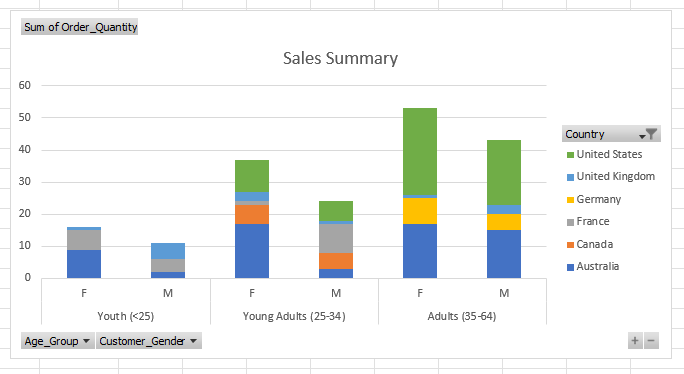 Sum of Order_Quantity
Sales Summary
60
50
40
30
20
10
0
F
M
F
M
F
M
Youth (<25)
Young Adults (25-34)
Adults (35-64)
Country
United States
United Kingdom
Germany
France
Canada
Australia
Age_Group
Customer_Gender